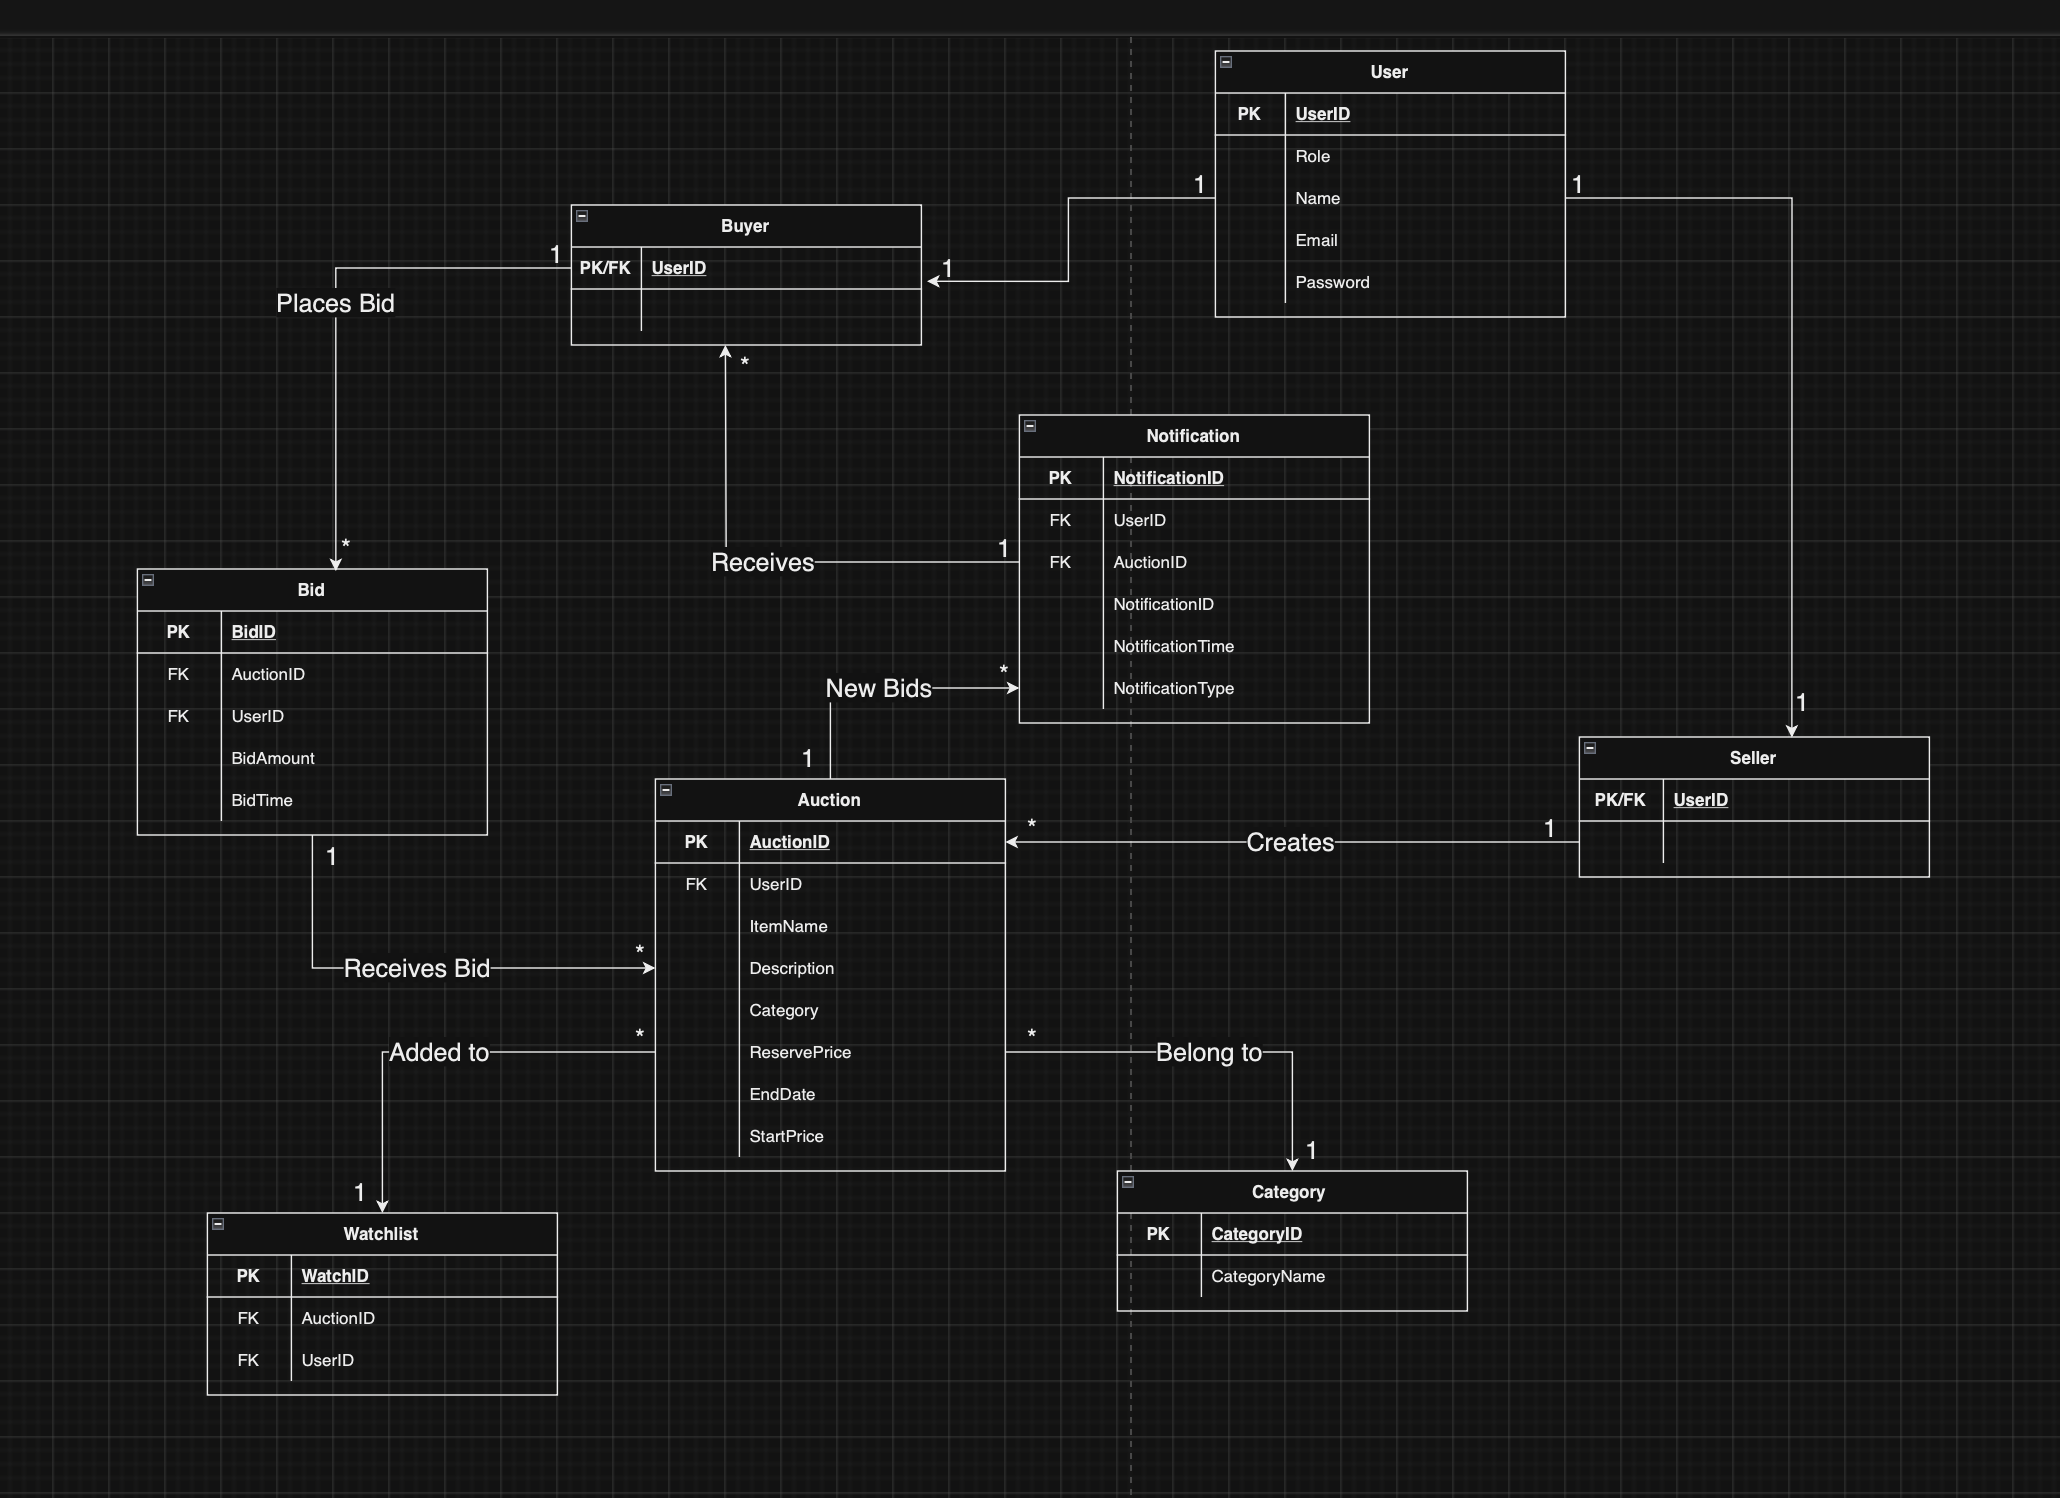 User
PK UserID
Role
Name
Email
Password
1
1
Buyer
PK/FK UserID
1
1
Places Bid
*
*
Notification
PK NotificationID
FK UserID
FK AuctionID
NotificationID
NotificationTime
NotificationType
Receives
1
Bid
PK BidID
FK AuctionID
FK UserID
BidAmount
BidTime
New Bids
*
1
1
Seller
PK/FK UserID
Creates
1
*
Auction
PK AuctionID
FK UserID
ItemName
Description
Category
ReservePrice
EndDate
StartPrice
1
Receives Bid
*
Added to
*
1
Belong to
*
1
Watchlist
PK WatchID
FK AuctionID
FK UserID
Category
PK CategoryID
CategoryName